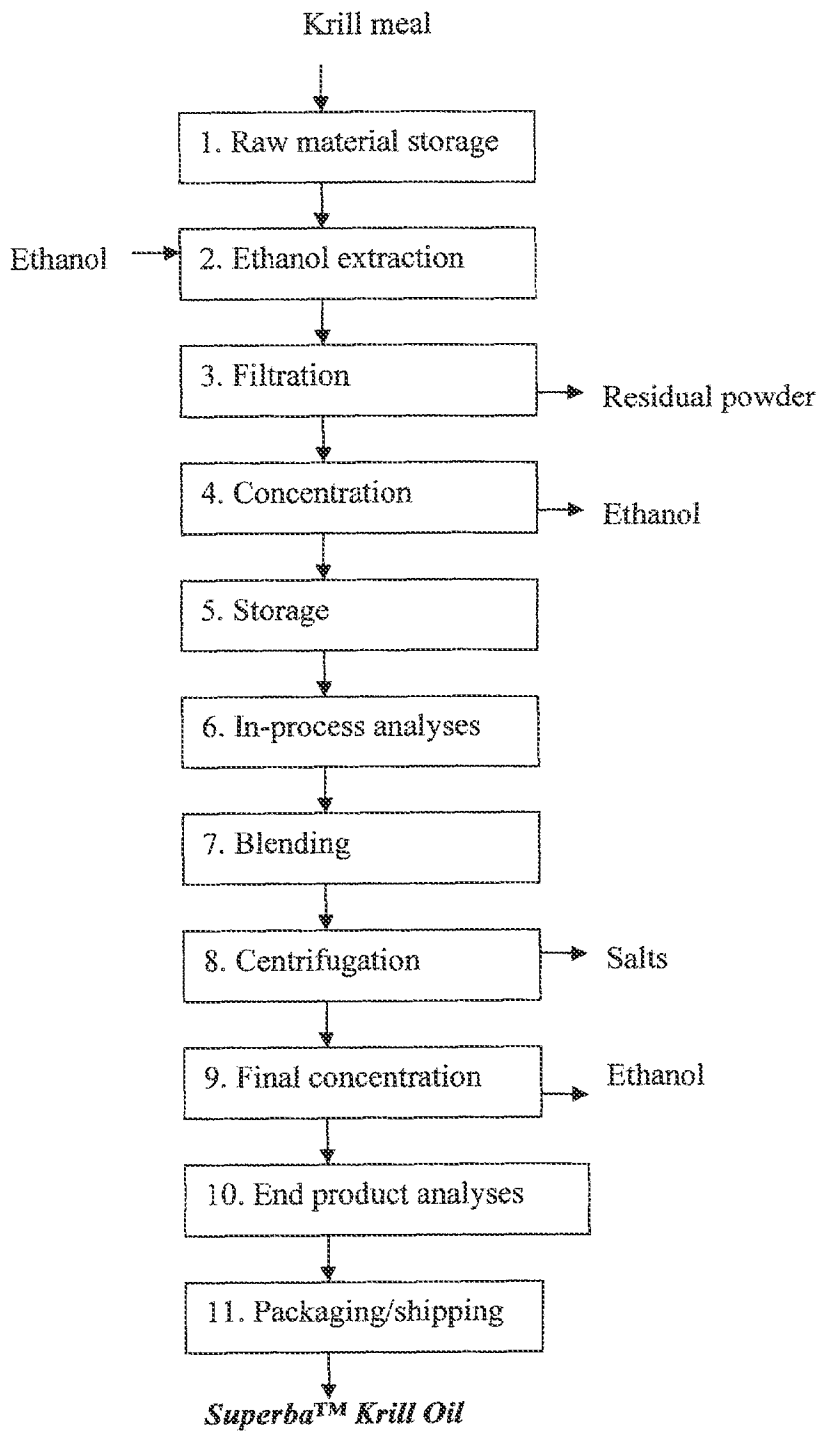 Krill meal
1. Raw material storage
Ethanol
2. Ethanol extraction
3. Filtration
Residual powder
4. Concentration
Ethanol
5. Storage
6. In-process analyses
7. Blending
8. Centrifugation
Salts
9. Final concentration
Ethanol
10. End product analyses
11. Packaging/shipping
Superba™ Krill Oil